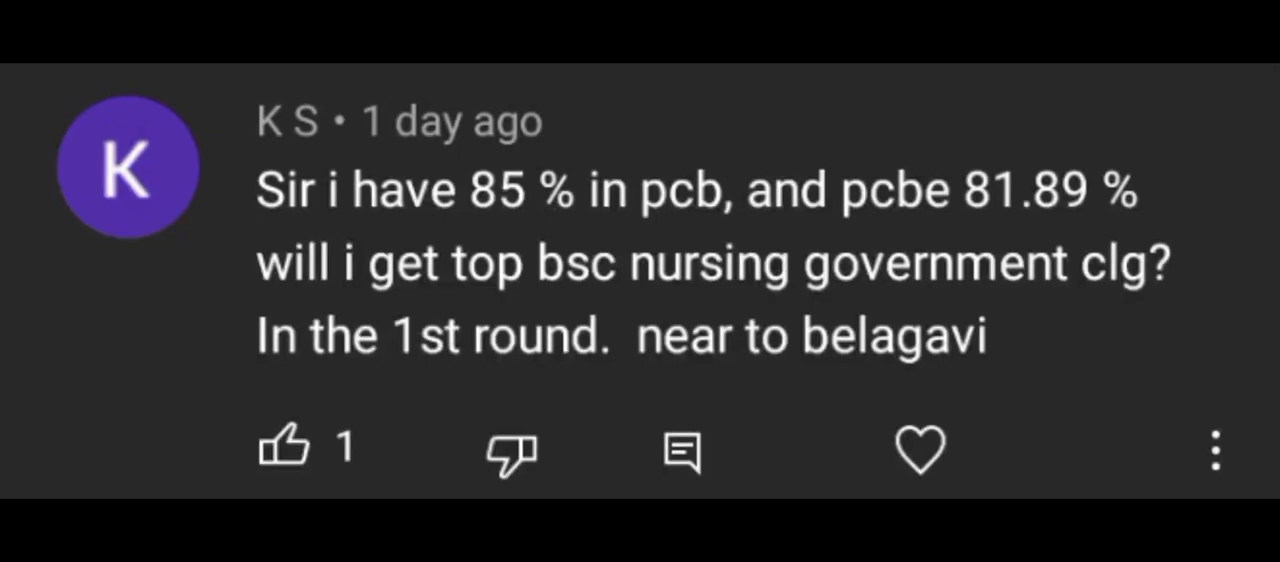 K
K S • 1 day ago
Sir i have 85 % in pcb, and pcbe 81.89 %
will i get top bsc nursing government clg?
In the 1st round.  near to belagavi
1